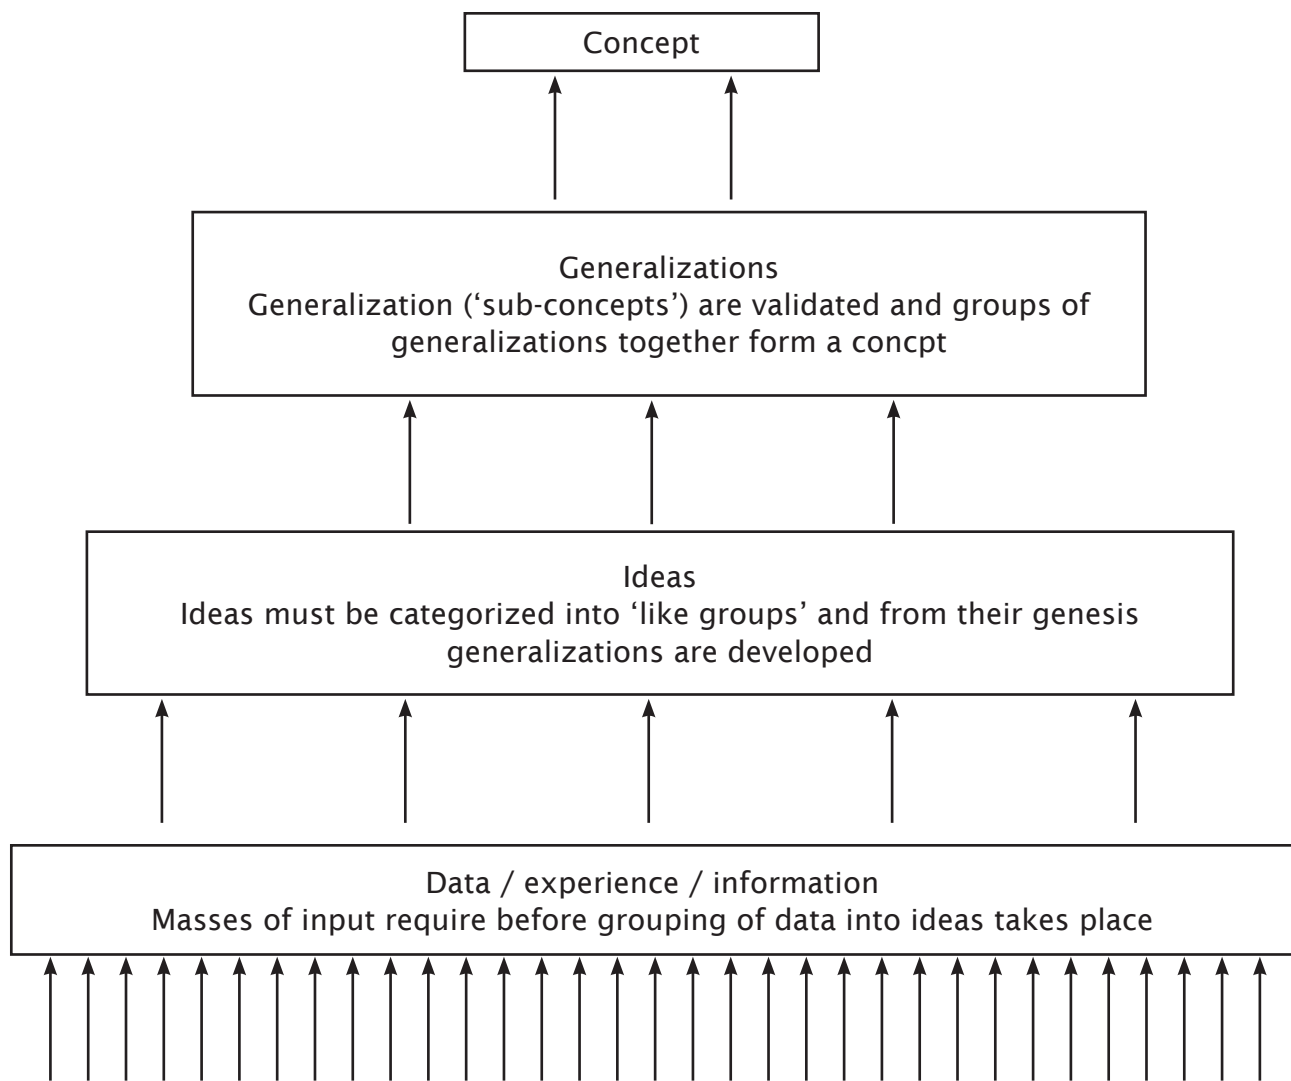 Concept
Generalizations
Generalization (‘sub-concepts’) are validated and groups of
generalizations together form a concpt
Ideas
Ideas must be categorized into ‘like groups’ and from their genesis
generalizations are developed
Data / experience / information
Masses of input require before grouping of data into ideas takes place